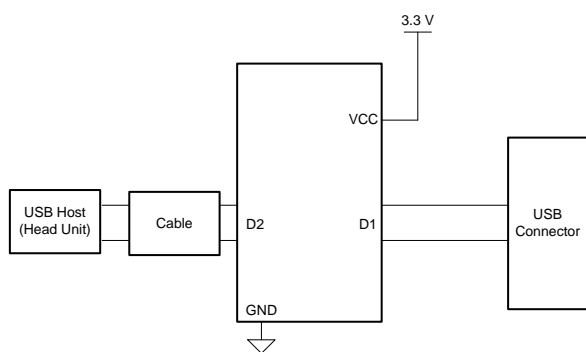 3.3 V
VCC
USB Host
(Head Unit)
Cable
D2
D1
USB
Connector
GND